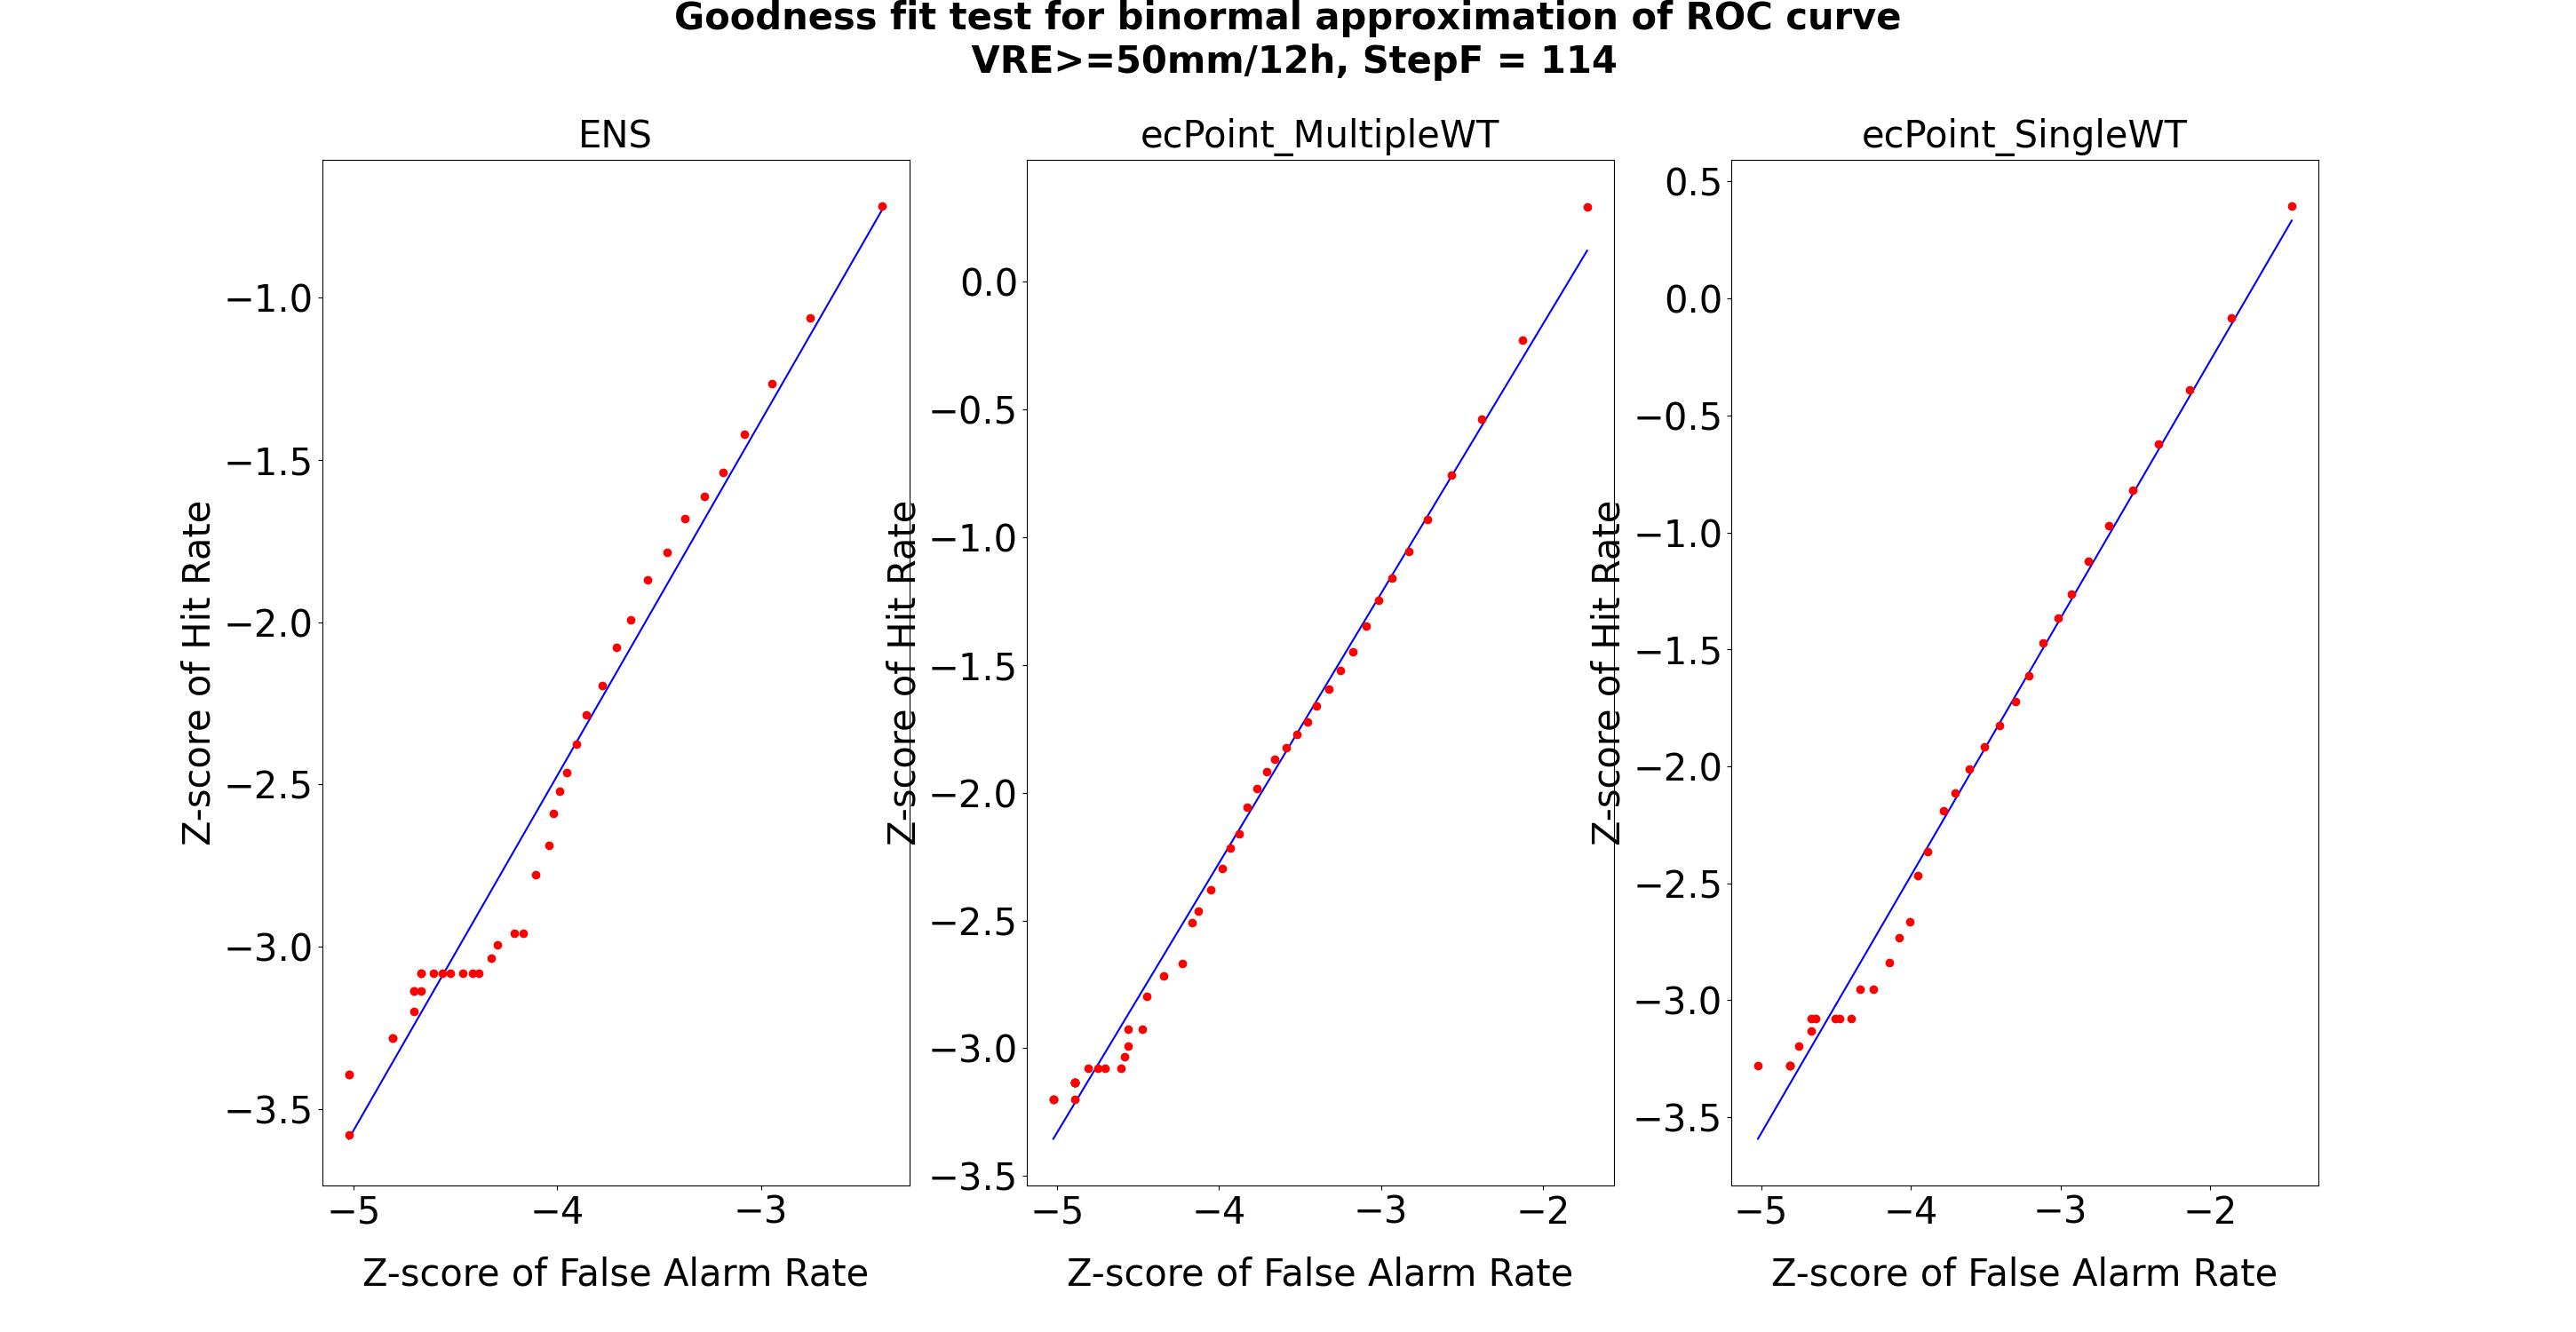 Goodness fit test for binormal approximation of ROC curve
VRE>=50mm/12h, StepF = 114
ENS
Z-score of Hit Rate
−1.0
−1.5
−2.0
−2.5
−3.0
−3.5
−5 −4 −3
Z-score of False Alarm Rate
ecPoint_MultipleWT
Z-score of Hit Rate
0.0
−0.5
−1.0
−1.5
−2.0
−2.5
−3.0
−3.5
−5 −4 −3 −2
Z-score of False Alarm Rate
ecPoint_SingleWT
Z-score of Hit Rate
0.5
0.0
−0.5
−1.0
−1.5
−2.0
−2.5
−3.0
−3.5
−5 −4 −3 −2
Z-score of False Alarm Rate